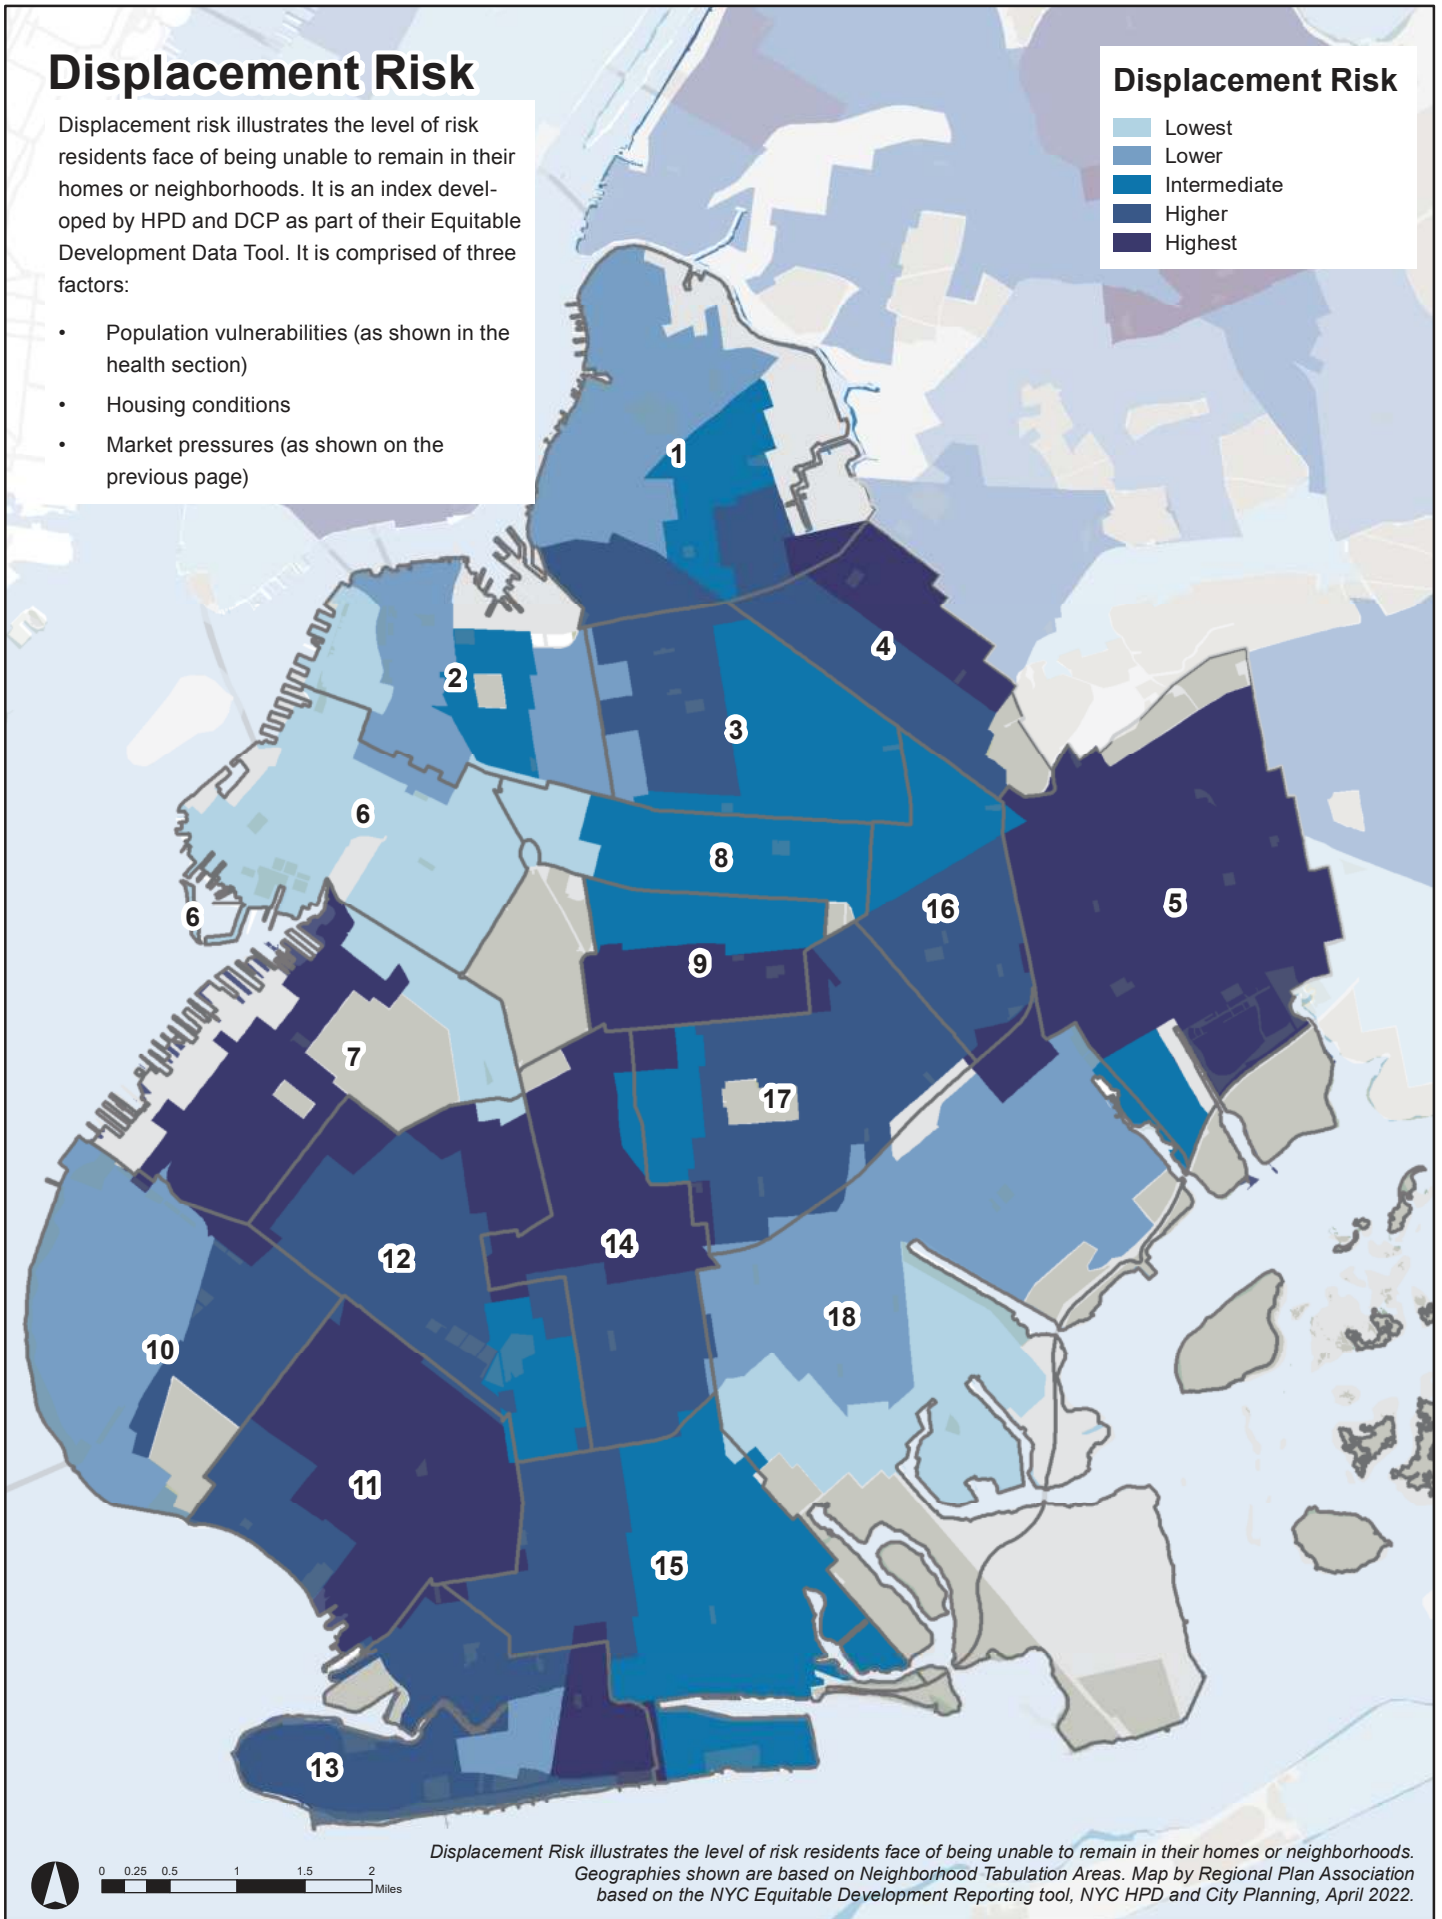 Displacement Risk
Displacement risk illustrates the level of risk
residents face of being unable to remain in their
homes or neighborhoods. It is an index devel-
oped by HPD and DCP as part of their Equitable
Development Data Tool. It is comprised of three
factors:
• Population vulnerabilities (as shown in the
health section)
• Housing conditions
• Market pressures (as shown on the
previous page)
Displacement Risk
Lowest
Lower
Intermediate
Higher
Highest
1
4
2
3
6
8
5
16
6
9
7
17
14
12
18
10
11
15
13
0 0.25 0.5 1 1.5 2
Miles
Displacement Risk illustrates the level of risk residents face of being unable to remain in their homes or neighborhoods.
Geographies shown are based on Neighborhood Tabulation Areas. Map by Regional Plan Association
based on the NYC Equitable Development Reporting tool, NYC HPD and City Planning, April 2022.